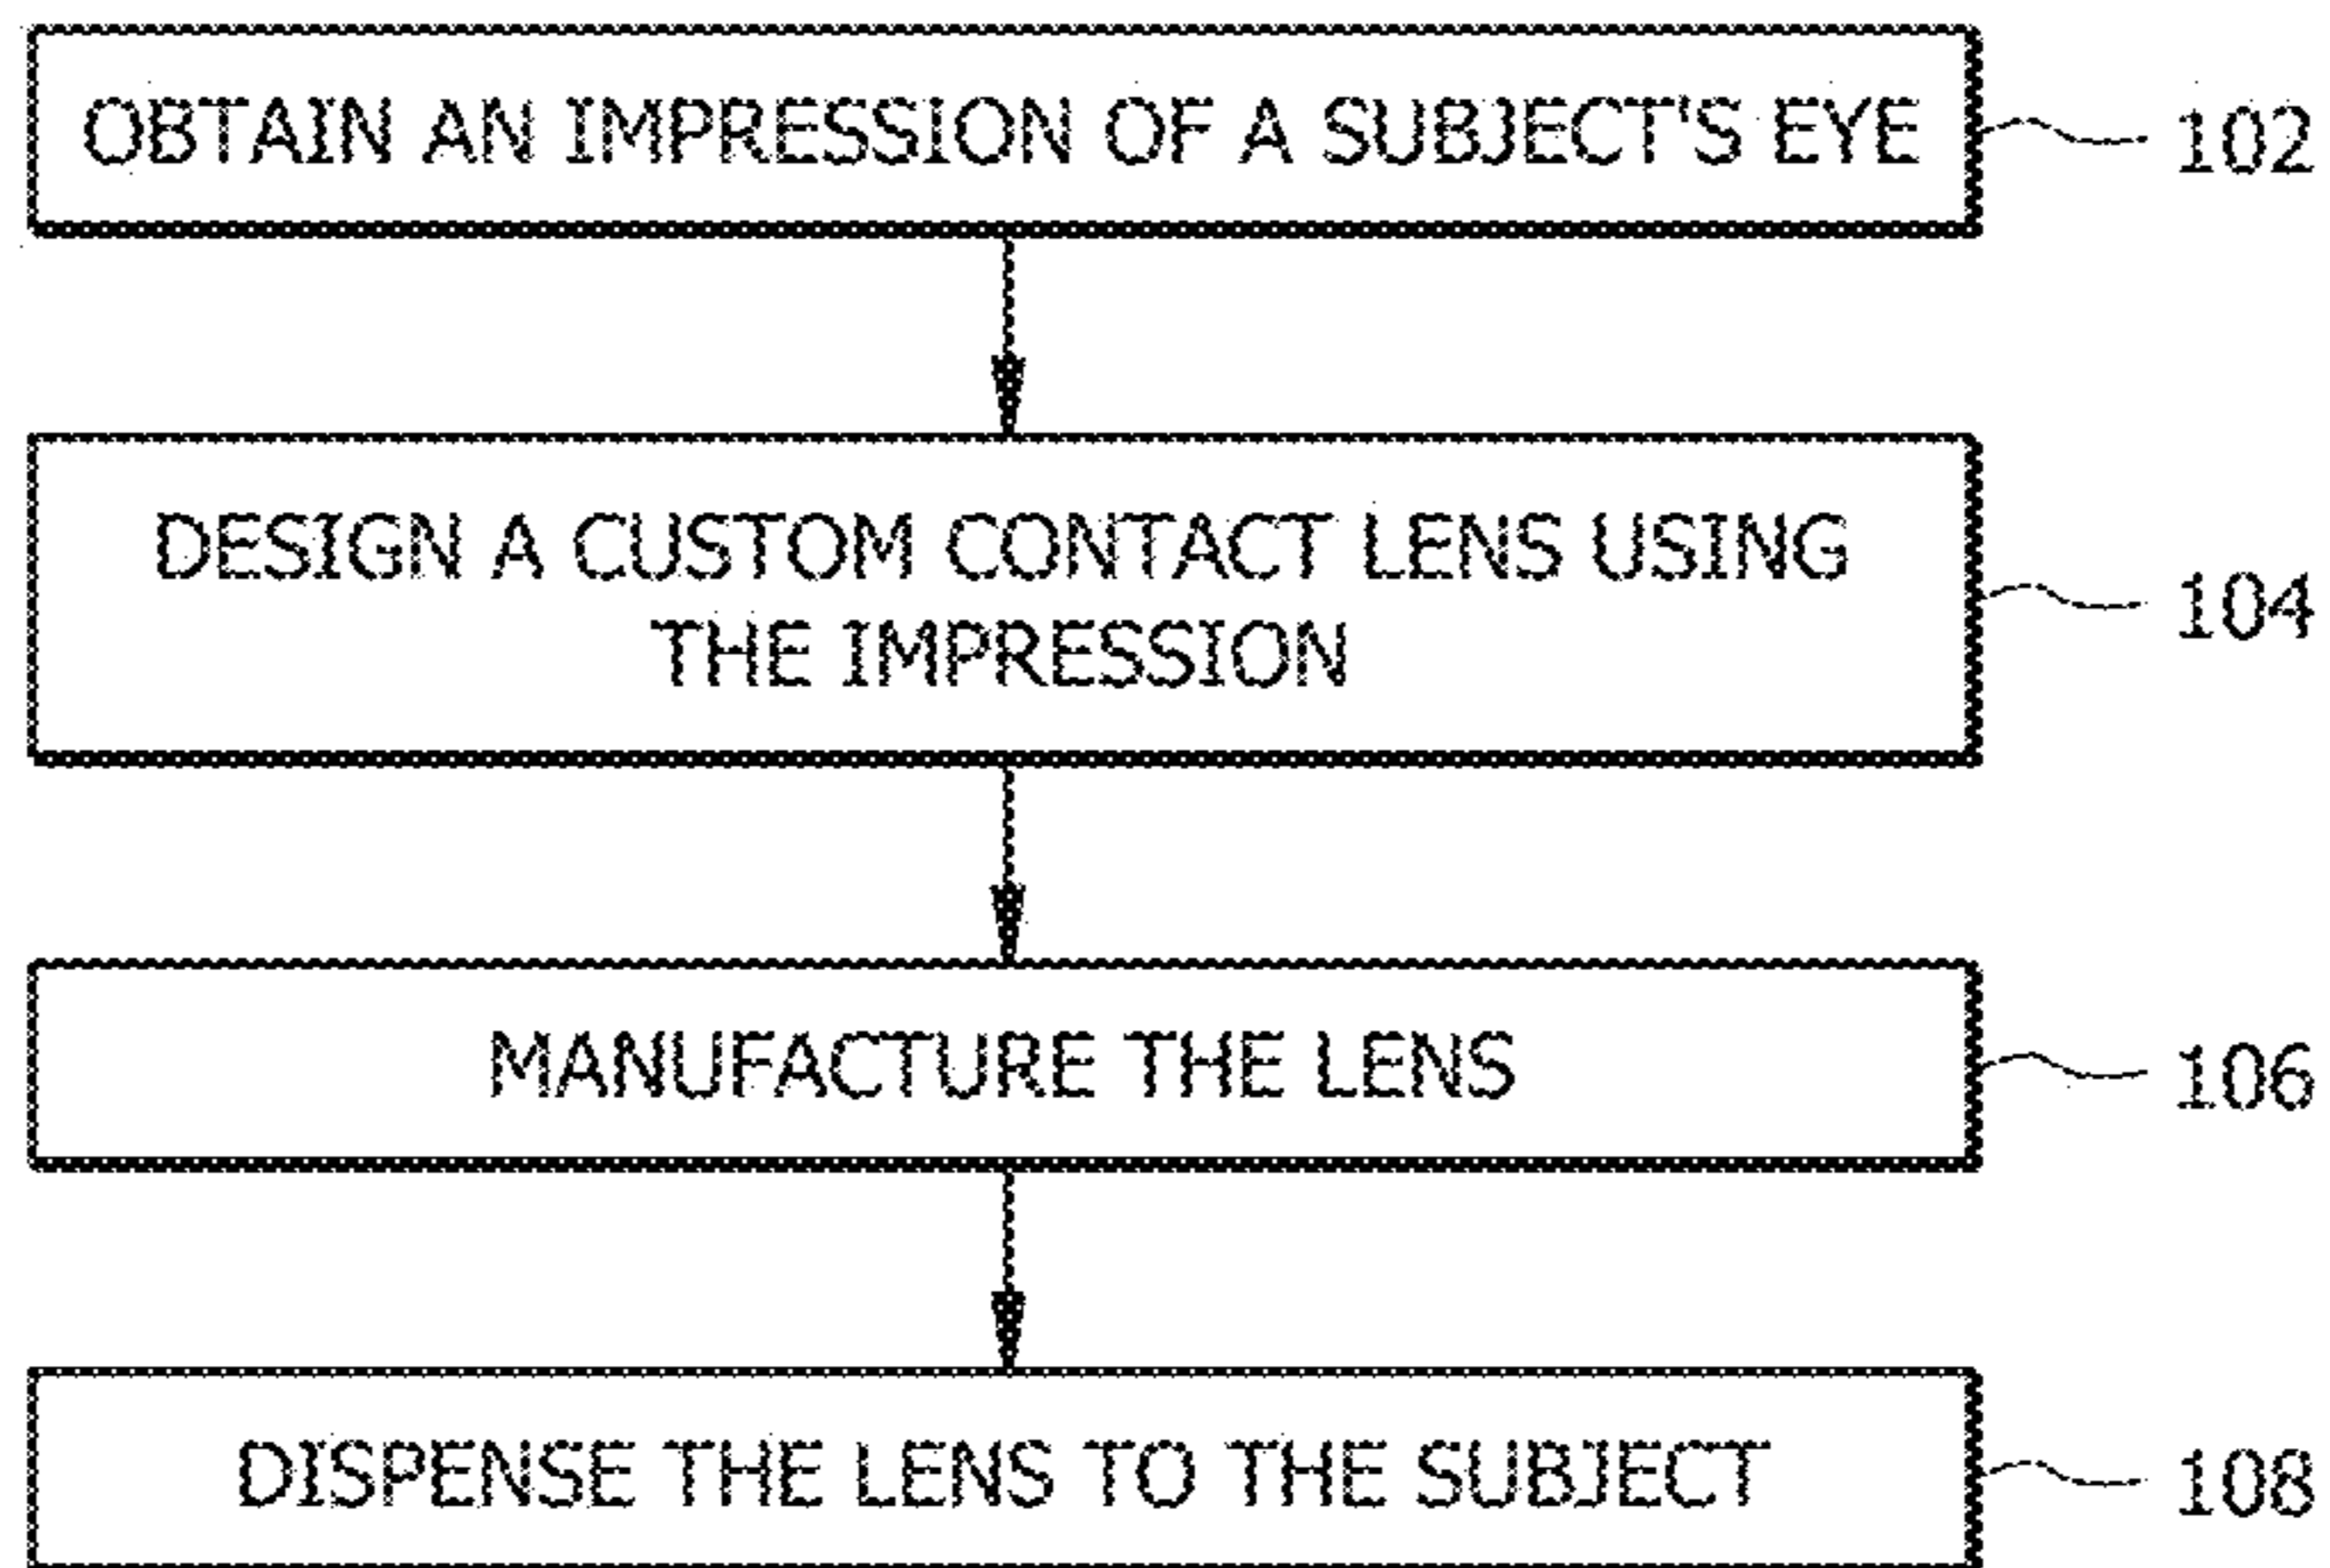 OBTAIN AN IMPRESSION OF A SUBJECT'S EYE
102
DESIGN A CUSTOM CONTACT LENS USING
THE IMPRESSION
104
MANUFACTURE THE LENS
106
DISPENSE THE LENS TO THE SUBJECT
108